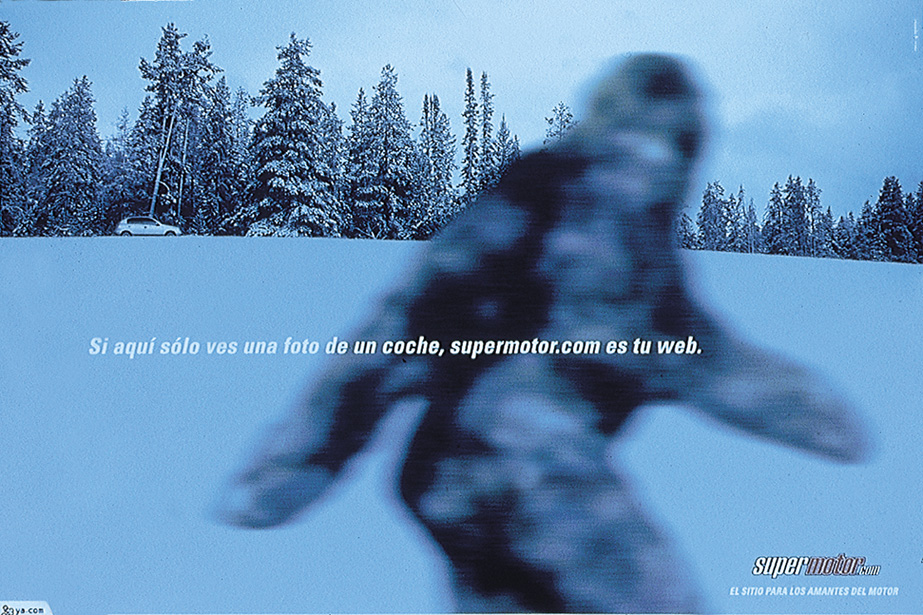 Si aquí sólo ves una foto de un coche, supermotor.com es tu web.
supermotor.com
EL SITIO PARA LOS AMANTES DEL MOTOR
ya.com